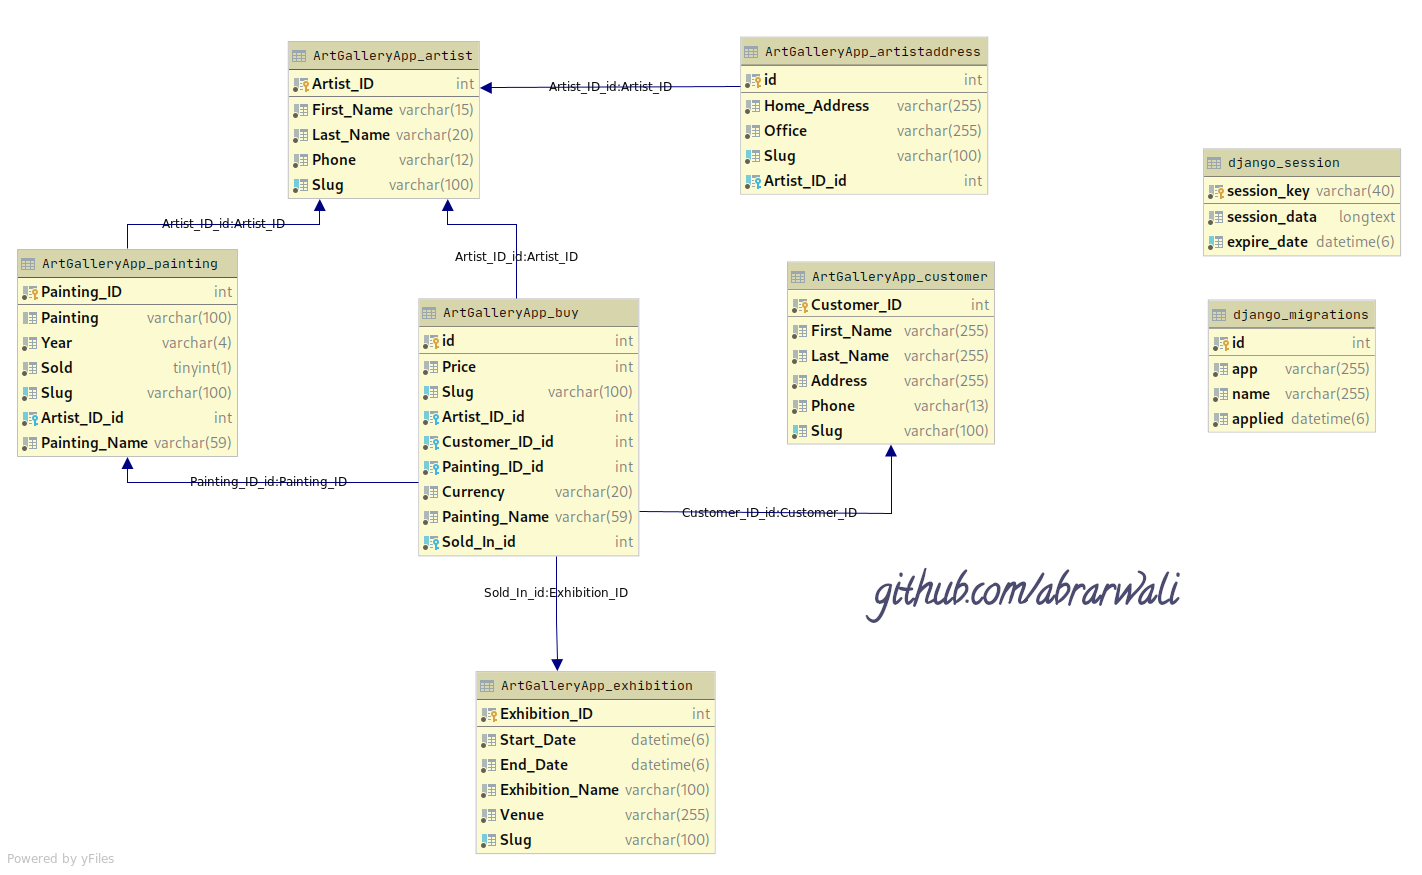 ArtGalleryApp_artist
Artist_ID int
First_Name varchar(15)
Last_Name varchar(20)
Phone varchar(12)
Slug varchar(100)
Artist_ID_id:Artist_ID
ArtGalleryApp_artistaddress
id int
Home_Address varchar(255)
Office varchar(255)
Slug varchar(100)
Artist_ID_id int
django_session
session_key varchar(40)
session_data longtext
expire_date datetime(6)
Artist_ID_id:Artist_ID
Artist_ID_id:Artist_ID
ArtGalleryApp_painting
Painting_ID int
Painting varchar(100)
Year varchar(4)
Sold tinyint(1)
Slug varchar(100)
Artist_ID_id int
Painting_Name varchar(59)
ArtGalleryApp_buy
id int
Price int
Slug varchar(100)
Artist_ID_id int
Customer_ID_id int
Painting_ID_id int
Currency varchar(20)
Painting_Name varchar(59)
Sold_In_id int
ArtGalleryApp_customer
Customer_ID int
First_Name varchar(255)
Last_Name varchar(255)
Address varchar(255)
Phone varchar(13)
Slug varchar(100)
django_migrations
id int
app varchar(255)
name varchar(255)
applied datetime(6)
Painting_ID_id:Painting_ID
Customer_ID_id:Customer_ID
Sold_In_id:Exhibition_ID
github.com/abrarwali
ArtGalleryApp_exhibition
Exhibition_ID int
Start_Date datetime(6)
End_Date datetime(6)
Exhibition_Name varchar(100)
Venue varchar(255)
Slug varchar(100)
Powered by yFiles